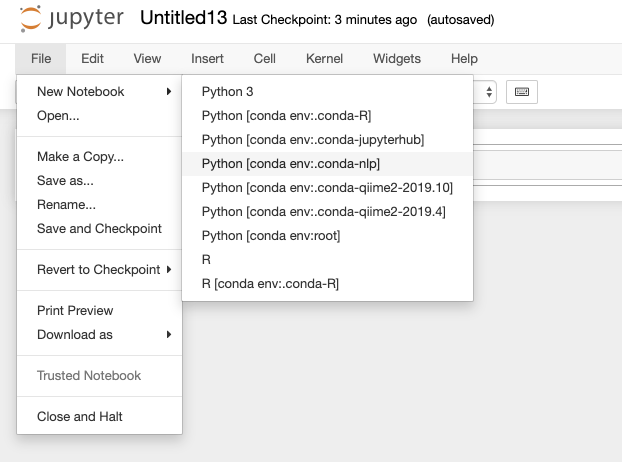 jupyter Untitled13 Last Checkpoint: 3 minutes ago (autosaved)
File Edit View Insert Cell Kernel Widgets Help
New Notebook
Open...
Make a Copy...
Save as...
Rename...
Save and Checkpoint
Revert to Checkpoint
Print Preview
Download as
Trusted Notebook
Close and Halt
Python 3
Python [conda env:.conda-R]
Python [conda env:.conda-jupyterhub]
Python [conda env:.conda-nlp]
Python [conda env:.conda-qiime2-2019.10]
Python [conda env:.conda-qiime2-2019.4]
Python [conda env:root]
R
R [conda env:.conda-R]